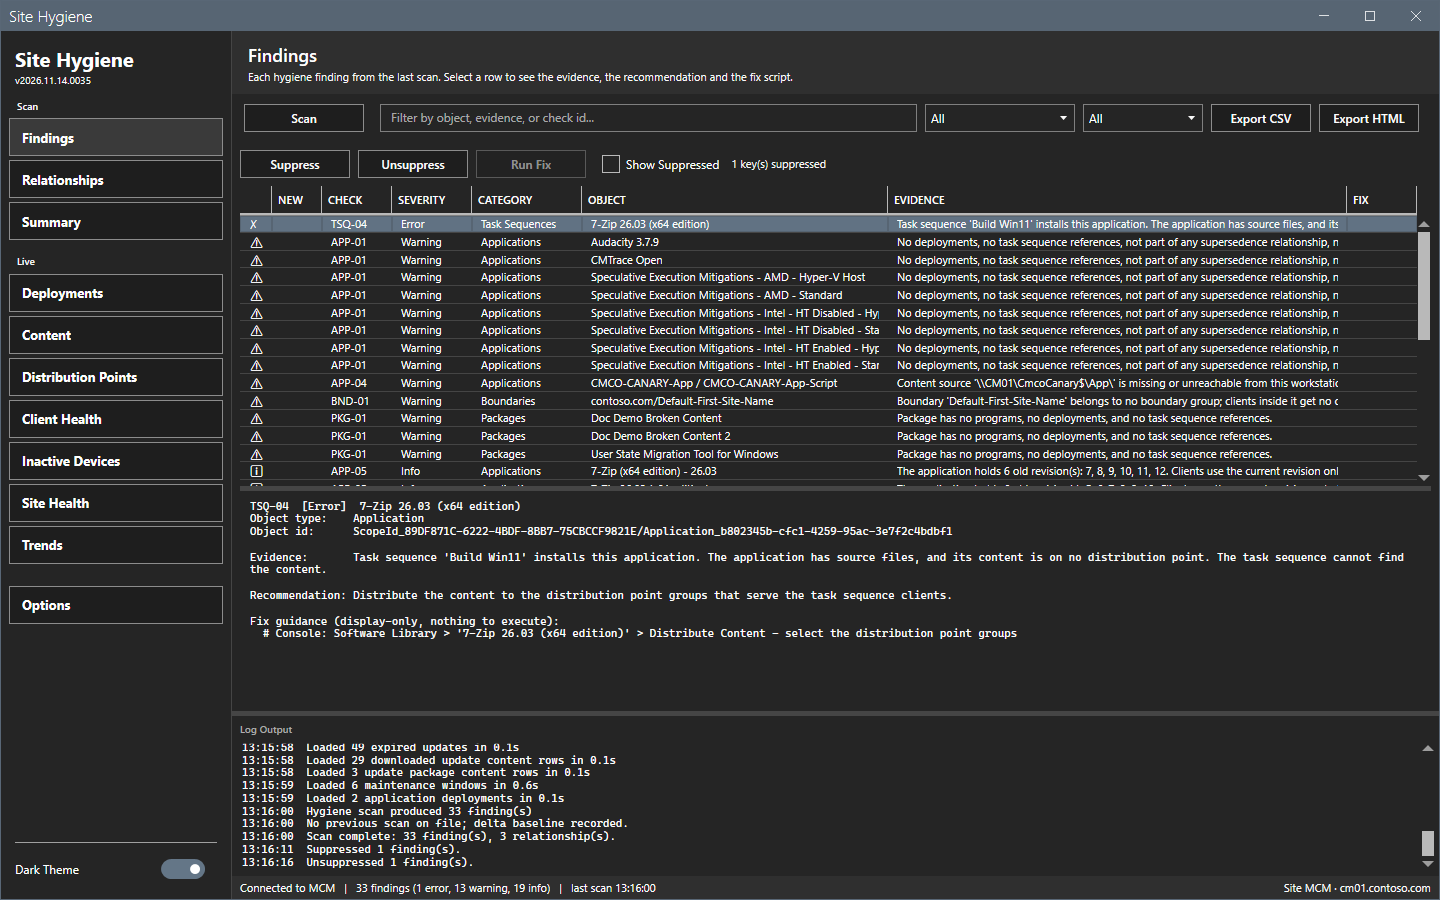 Site Hygiene
Site Hygiene
v2026.11.14.0035
Scan
Findings
Relationships
Summary
Live
Deployments
Content
Distribution Points
Client Health
Inactive Devices
Site Health
Trends
Options
Dark Theme
Findings
Each hygiene finding from the last scan. Select a row to see the evidence, the recommendation and the fix script.
Scan Filter by object, evidence, or check id... All All Export CSV Export HTML
Suppress Unsuppress Run Fix Show Suppressed 1 key(s) suppressed
NEW CHECK SEVERITY CATEGORY OBJECT EVIDENCE FIX
X TSQ-04 Error Task Sequences 7-Zip 26.03 (x64 edition) Task sequence 'Build Win11' installs this application. The application has source files, and its
APP-01 Warning Applications Audacity 3.7.9 No deployments, no task sequence references, not part of any supersedence relationship, n
APP-01 Warning Applications CMTrace Open No deployments, no task sequence references, not part of any supersedence relationship, n
APP-01 Warning Applications Speculative Execution Mitigations - AMD - Hyper-V Host No deployments, no task sequence references, not part of any supersedence relationship, n
APP-01 Warning Applications Speculative Execution Mitigations - AMD - Standard No deployments, no task sequence references, not part of any supersedence relationship, n
APP-01 Warning Applications Speculative Execution Mitigations - Intel - HT Disabled - Hyp No deployments, no task sequence references, not part of any supersedence relationship, n
APP-01 Warning Applications Speculative Execution Mitigations - Intel - HT Disabled - Sta No deployments, no task sequence references, not part of any supersedence relationship, n
APP-01 Warning Applications Speculative Execution Mitigations - Intel - HT Enabled - Hyp No deployments, no task sequence references, not part of any supersedence relationship, n
APP-01 Warning Applications Speculative Execution Mitigations - Intel - HT Enabled - Star No deployments, no task sequence references, not part of any supersedence relationship, n
APP-04 Warning Applications CMCO-CANARY-App / CMCO-CANARY-App-Script Content source '\\CM01\CmcoCanary$\App\' is missing or unreachable from this workstatic
BND-01 Warning Boundaries contoso.com/Default-First-Site-Name Boundary 'Default-First-Site-Name' belongs to no boundary group; clients inside it get no c
PKG-01 Warning Packages Doc Demo Broken Content Package has no programs, no deployments, and no task sequence references.
PKG-01 Warning Packages Doc Demo Broken Content 2 Package has no programs, no deployments, and no task sequence references.
PKG-01 Warning Packages User State Migration Tool for Windows Package has no programs, no deployments, and no task sequence references.
APP-05 Info Applications 7-Zip (x64 edition) - 26.03 The application holds 6 old revision(s): 7, 8, 9, 10, 11, 12. Clients use the current revision onl
TSQ-04 [Error] 7-Zip 26.03 (x64 edition)
Object type: Application
Object id: ScopeId_89DF871C-6222-4BDF-8BB7-75CBCCF9821E/Application_b802345b-cfc1-4259-95ac-3e7f2c4bdbf1
Evidence: Task sequence 'Build Win11' installs this application. The application has source files, and its content is on no distribution point. The task sequence cannot find
the content.
Recommendation: Distribute the content to the distribution point groups that serve the task sequence clients.
Fix guidance (display-only, nothing to execute):
# Console: Software Library > '7-Zip 26.03 (x64 edition)' > Distribute Content - select the distribution point groups
Log Output
13:15:58 Loaded 49 expired updates in 0.1s
13:15:58 Loaded 29 downloaded update content rows in 0.1s
13:15:58 Loaded 3 update package content rows in 0.1s
13:15:59 Loaded 6 maintenance windows in 0.6s
13:15:59 Loaded 2 application deployments in 0.1s
13:16:00 Hygiene scan produced 33 finding(s)
13:16:00 No previous scan on file; delta baseline recorded.
13:16:00 Scan complete: 33 finding(s), 3 relationship(s).
13:16:11 Suppressed 1 finding(s).
13:16:16 Unsuppressed 1 finding(s).
Connected to MCM | 33 findings (1 error, 13 warning, 19 info) | last scan 13:16:00 Site MCM · cm01.contoso.com